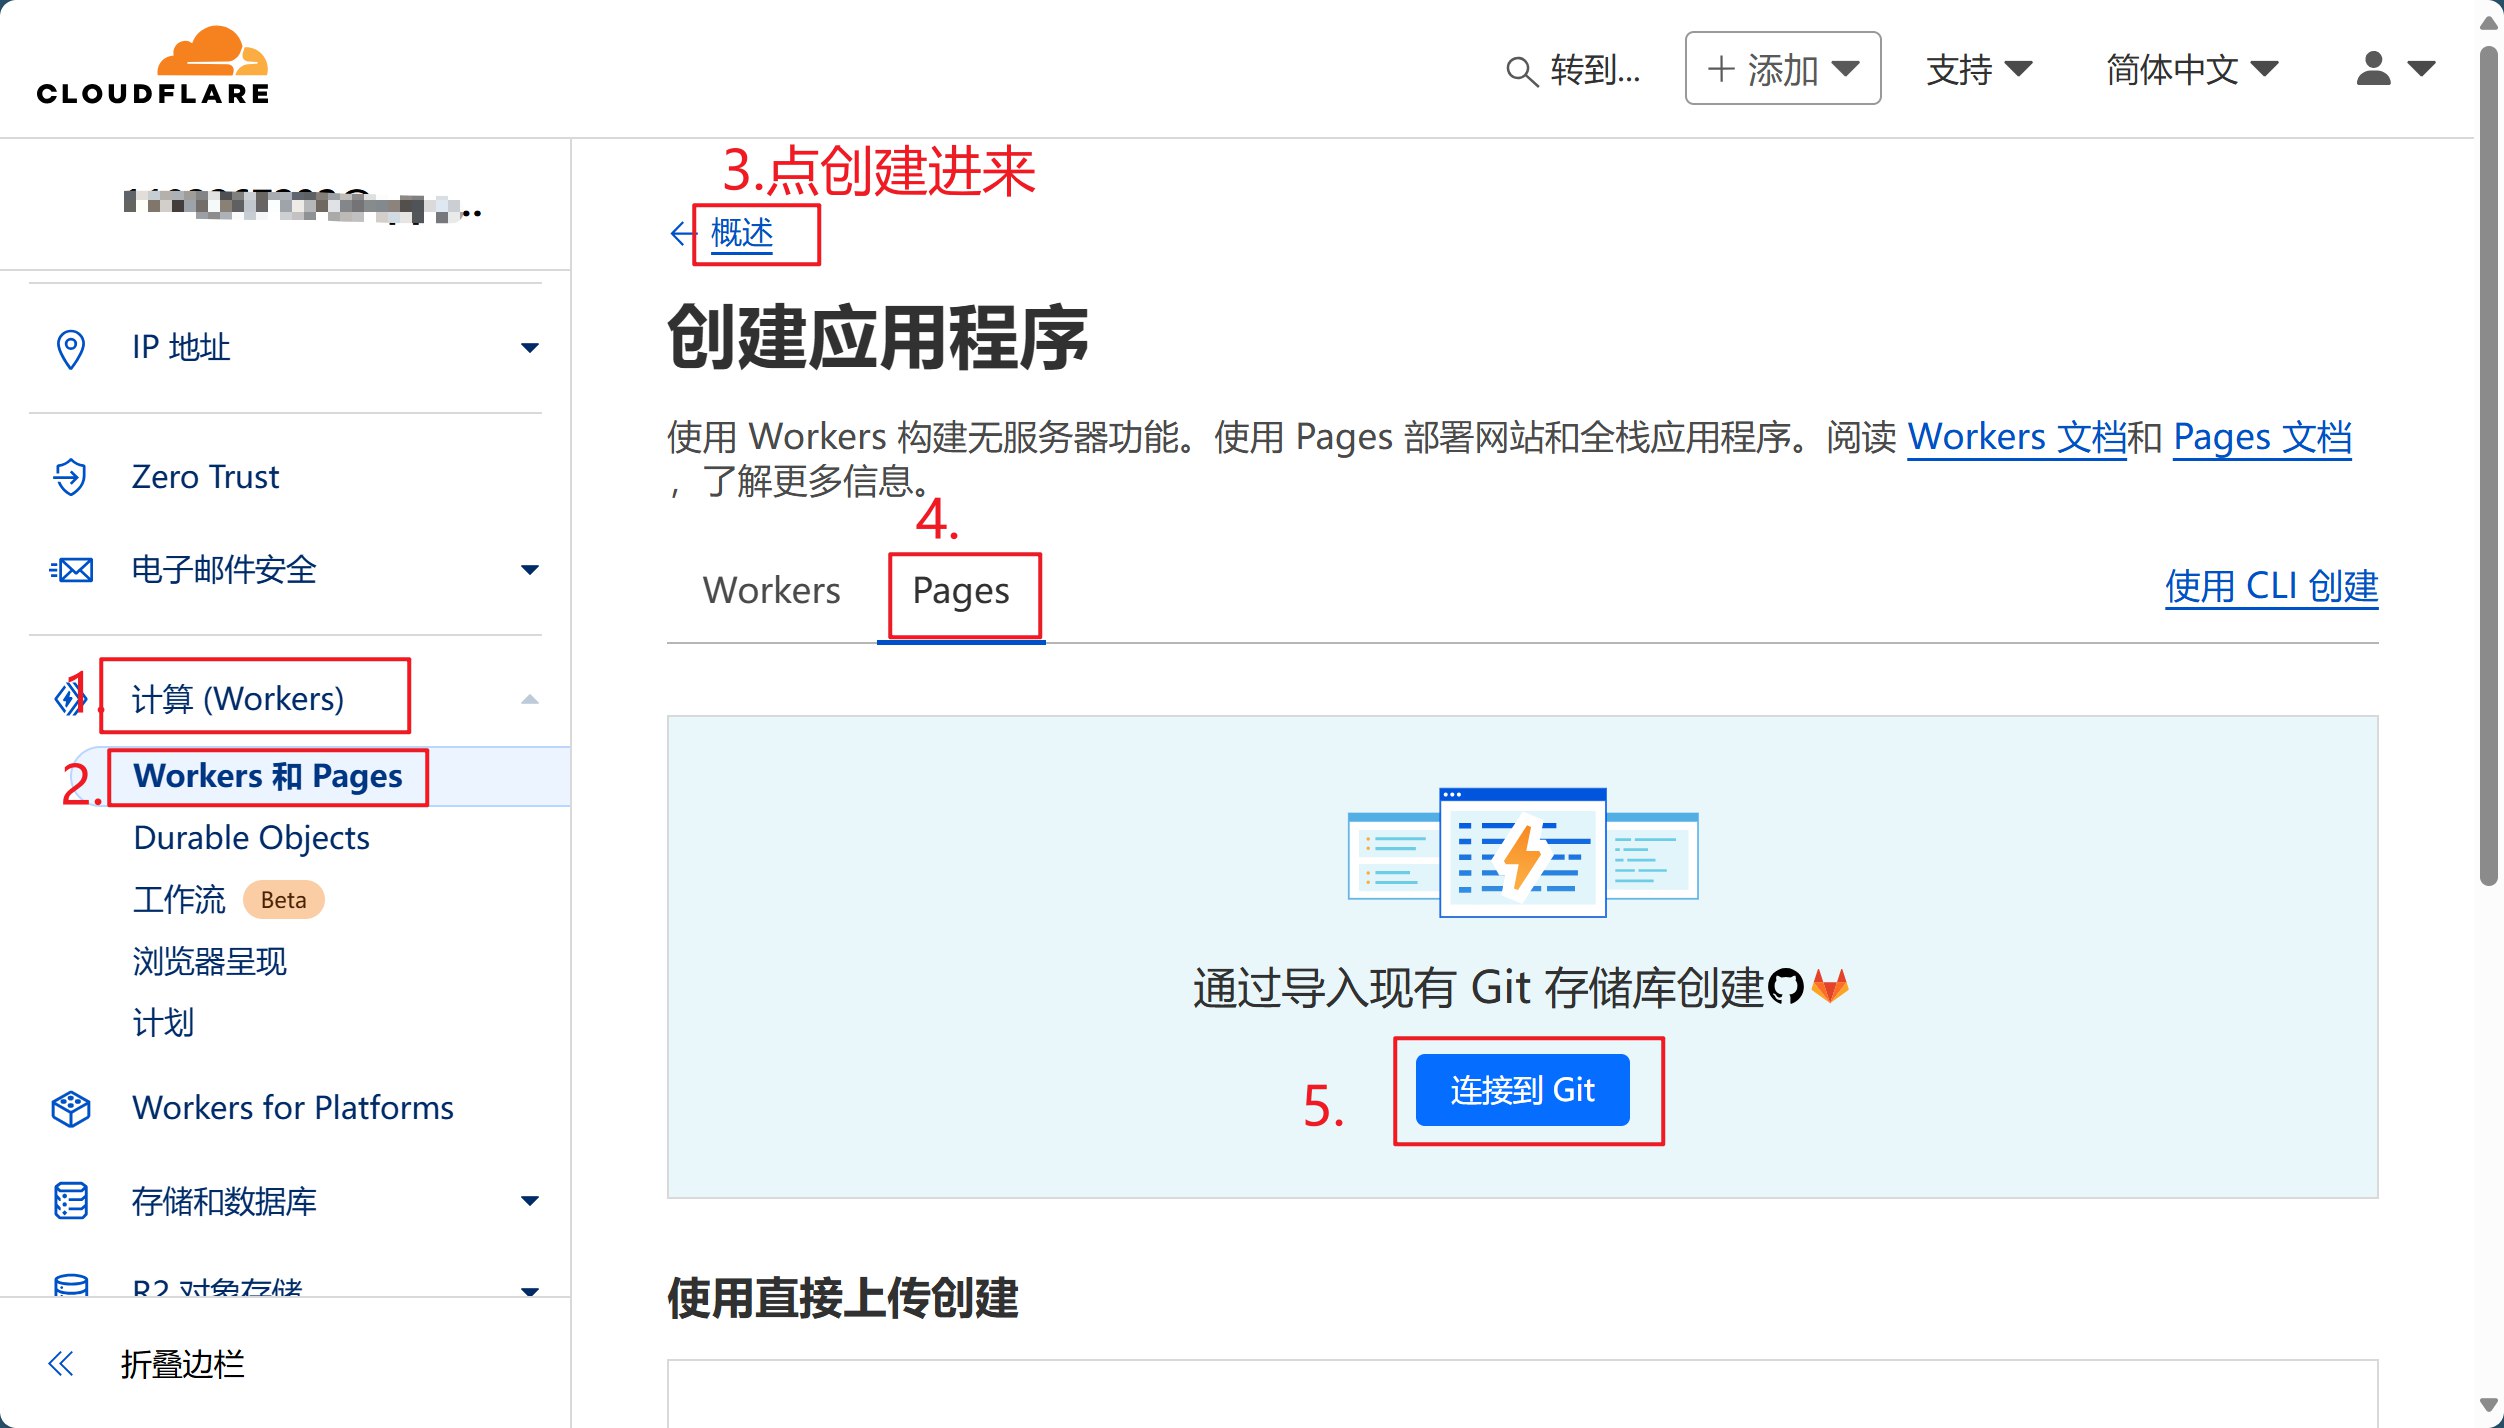 CLOUDFLARE
转到...
添加
支持
简体中文
IP 地址
Zero Trust
电子邮件安全
1.
计算 (Workers)
2.
Workers 和 Pages
Durable Objects
工作流 Beta
浏览器呈现
计划
Workers for Platforms
存储和数据库
R2 对象存储
折叠边栏
3.点创建进来
概述
创建应用程序
使用 Workers 构建无服务器功能。使用 Pages 部署网站和全栈应用程序。阅读 Workers 文档和 Pages 文档
，了解更多信息。
4.
Workers Pages
使用 CLI 创建
通过导入现有 Git 存储库创建
5.
连接到 Git
使用直接上传创建